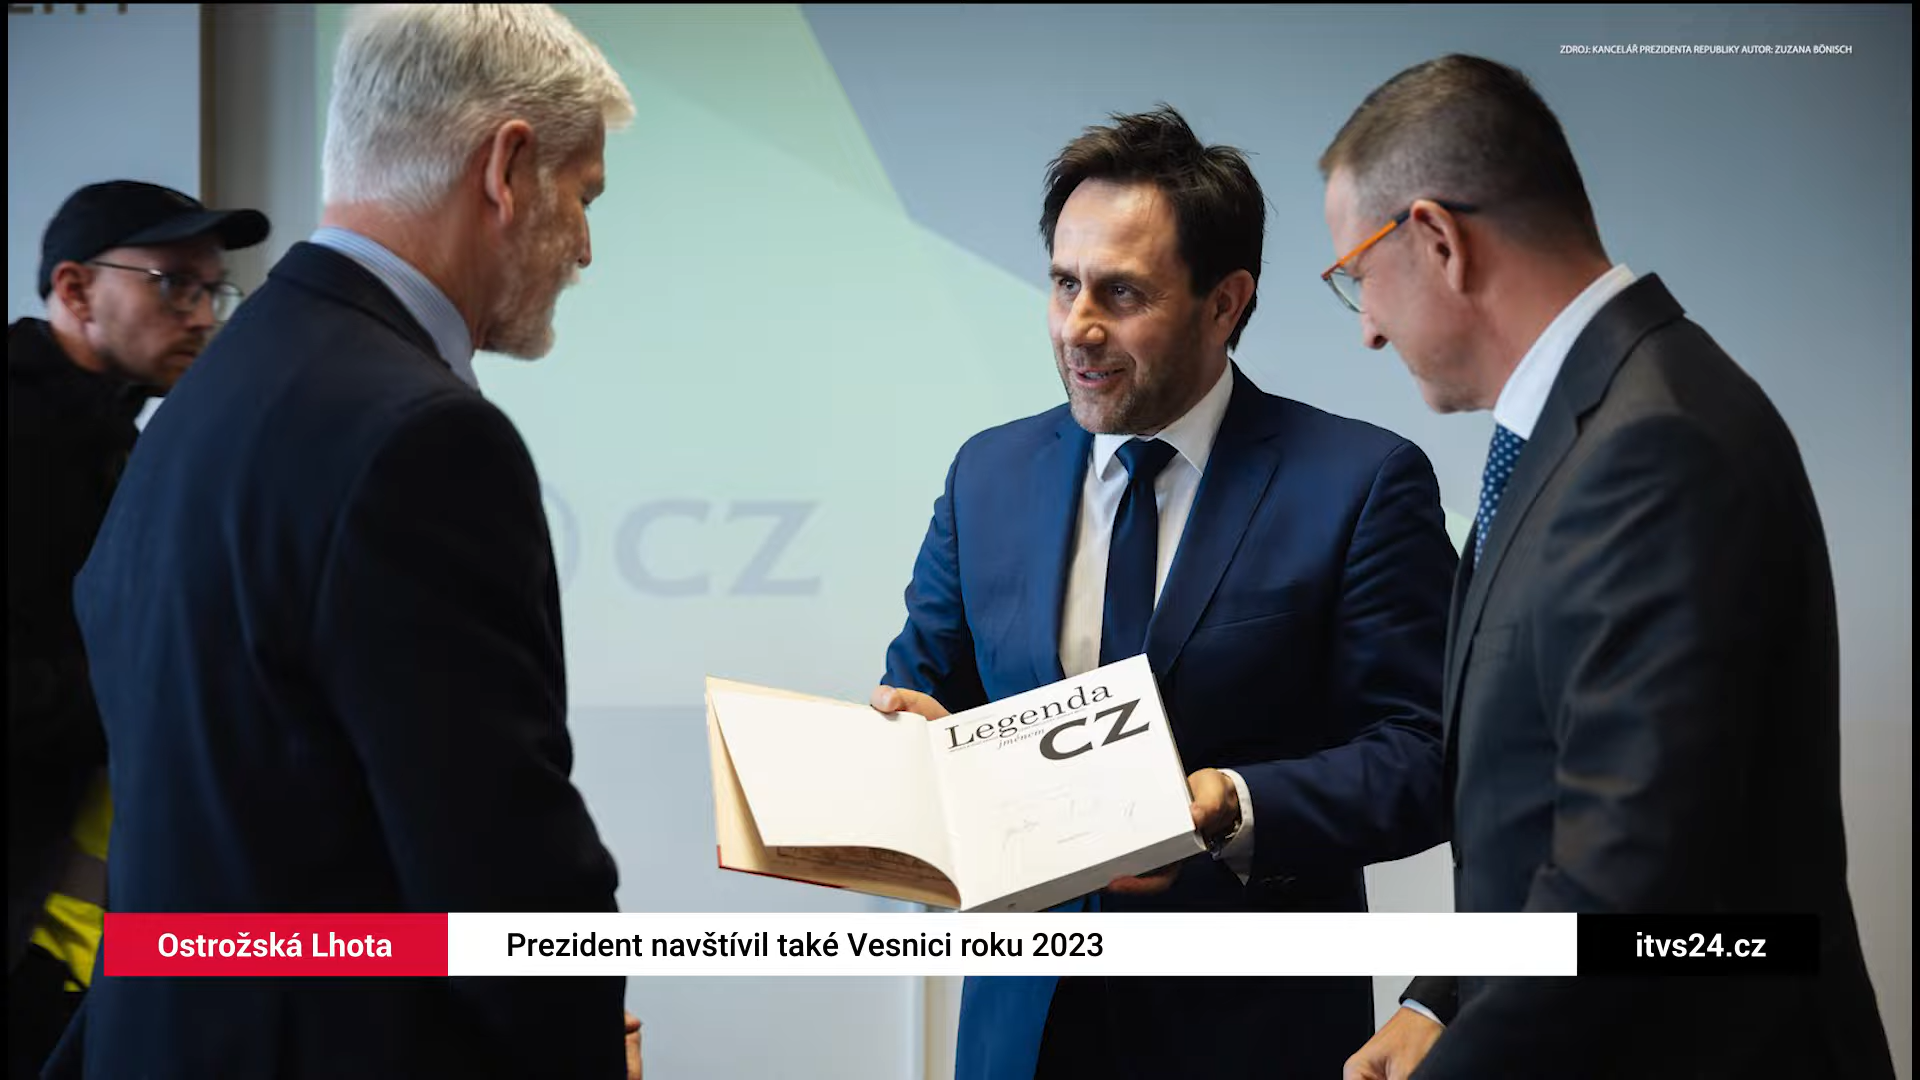 ZDROJ: KANCELÁŘ PREZIDENTA REPUBLIKY AUTOR: ZUZANA BÖNISCH
CZ
Legenda
jménem CZ
Ostrožská Lhota
Prezident navštívil také Vesnici roku 2023
itvs24.cz